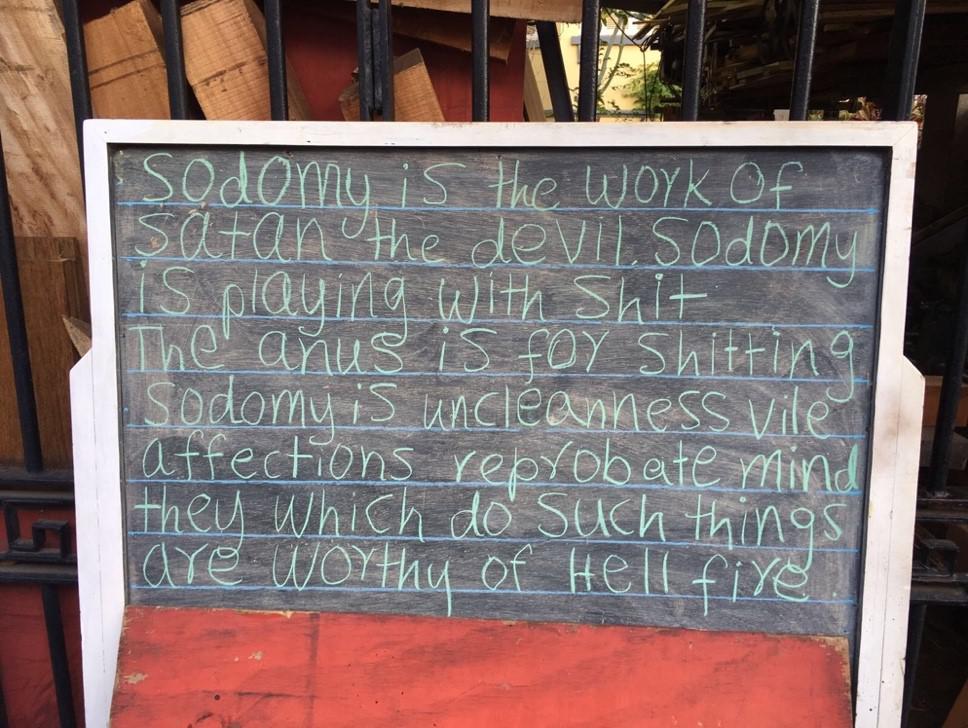 Sodomy is the work of
satan the devil. Sodomy
is playing with Shit
The anus is for shitting
Sodomy is uncleanness vile
affections reprobate mind
they which do such things
are worthy of Hell fire.